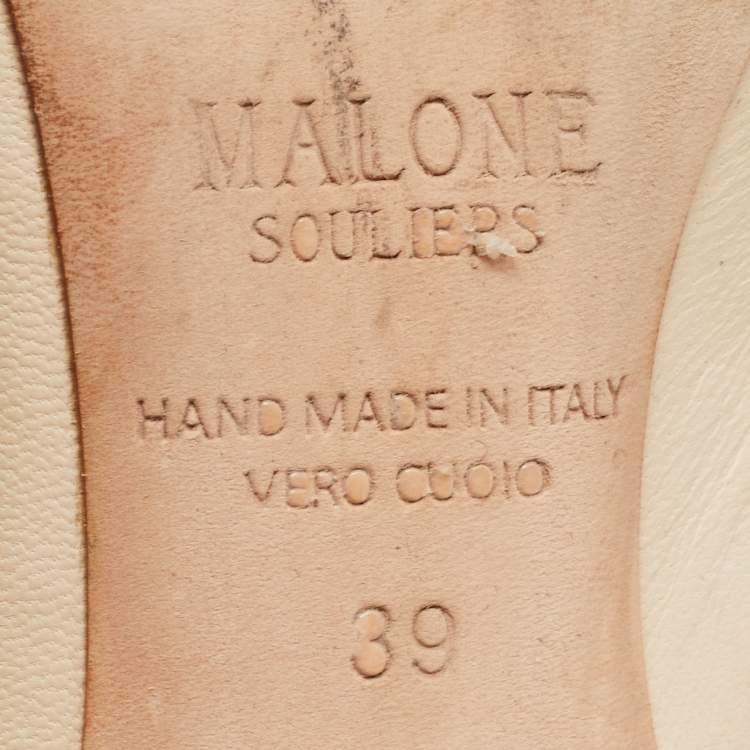 MALONE
SOULIERS
HAND MADE IN ITALY
VERO CUOIO
39